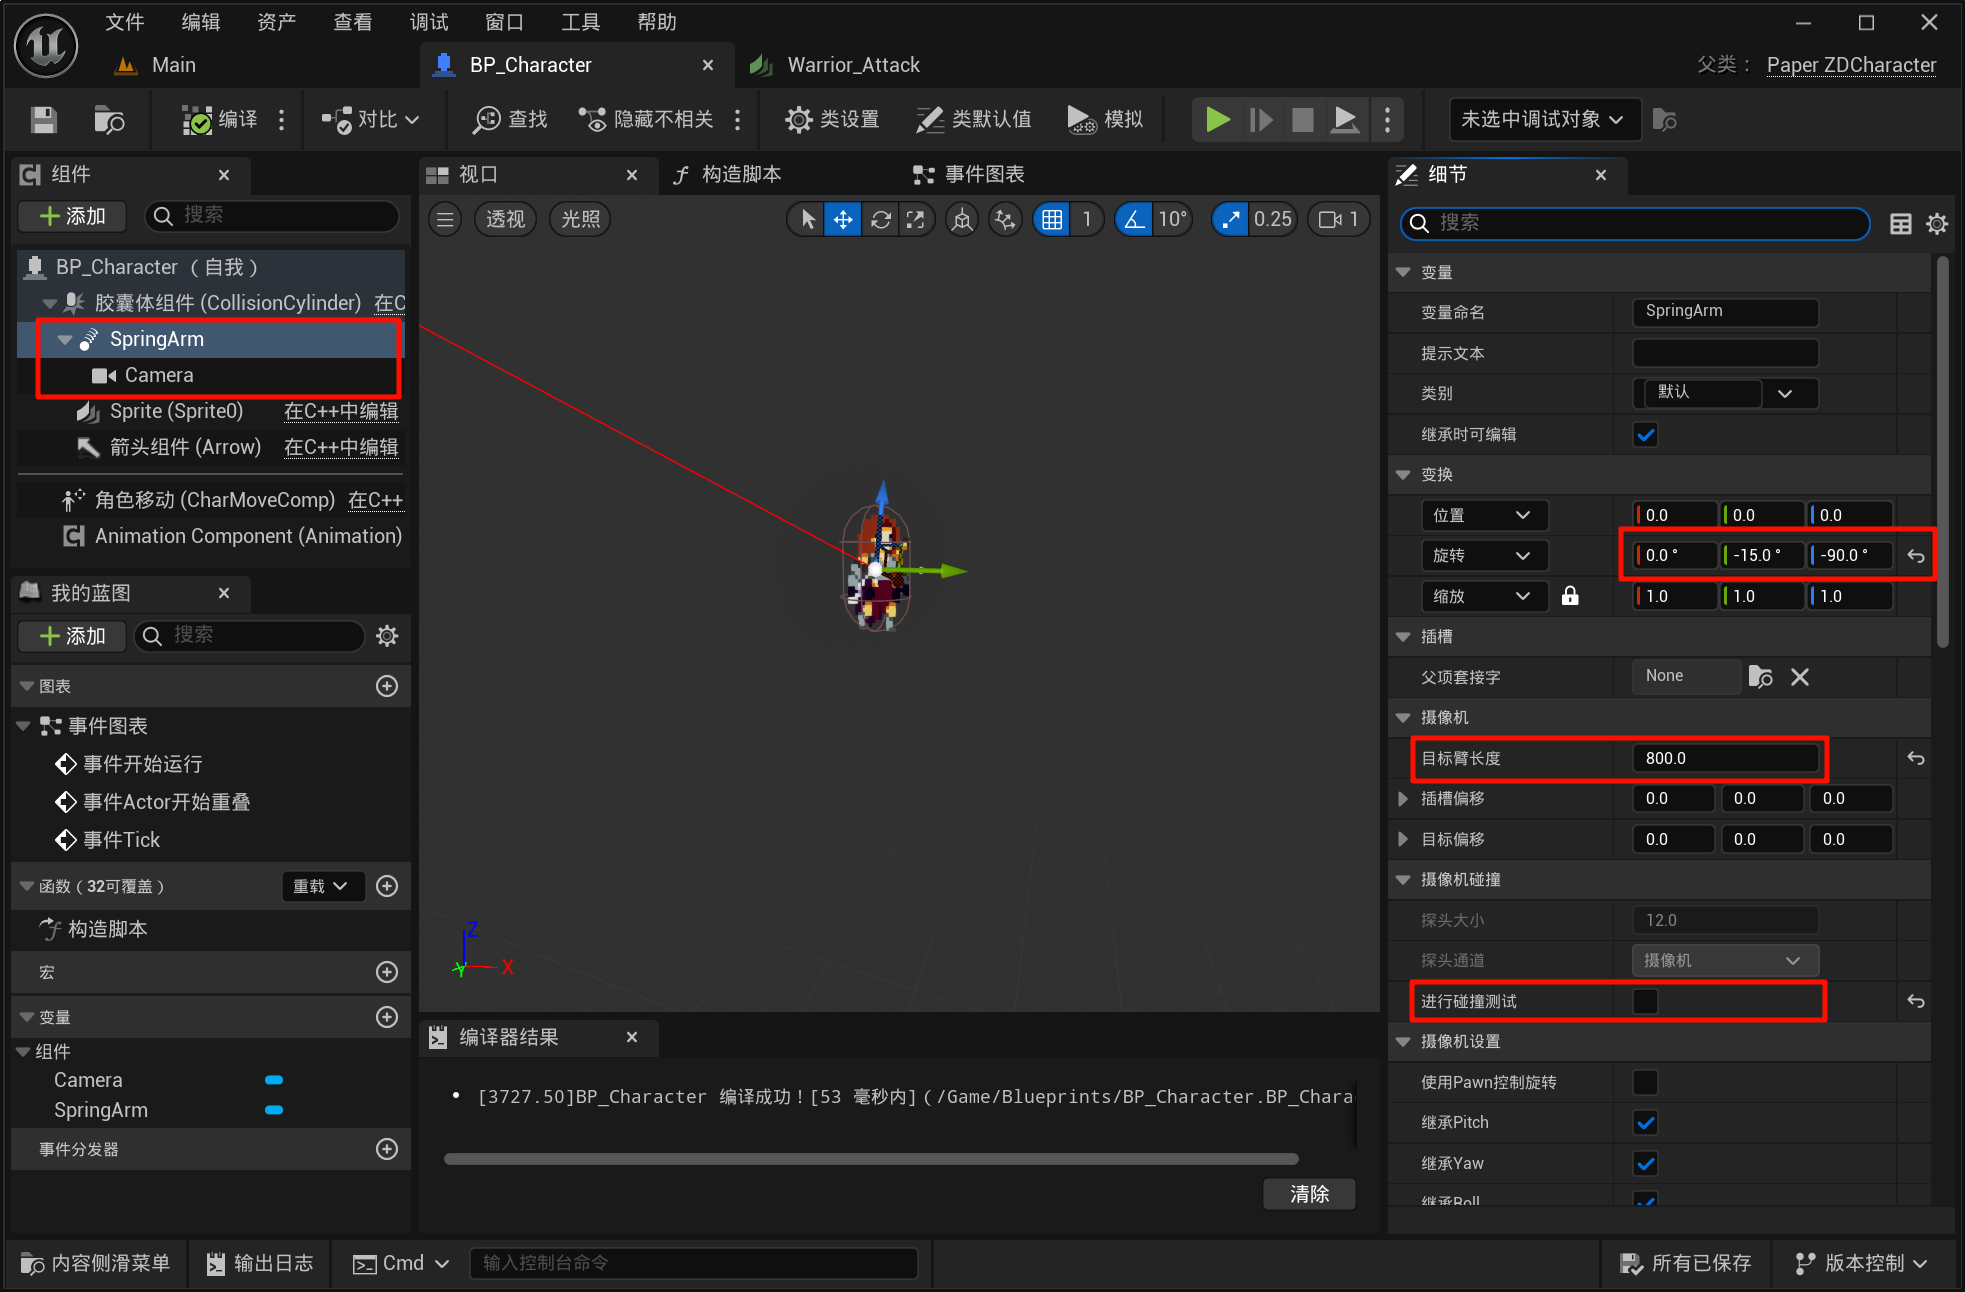 文件 编辑 资产 查看 调试 窗口 工具 帮助
Main
BP_Character
Warrior_Attack
父类： Paper ZDCharacter
编译 对比 查找 隐藏不相关 类设置 类默认值 模拟 未选中调试对象
组件
添加 搜索
BP_Character （自我）
胶囊体组件 (CollisionCylinder) 在C
SpringArm
Camera
Sprite (Sprite0) 在C++中编辑
箭头组件 (Arrow) 在C++中编辑
角色移动 (CharMoveComp) 在C++
Animation Component (Animation)
我的蓝图
添加 搜索
图表
事件图表
事件开始运行
事件Actor开始重叠
事件Tick
函数（32可覆盖） 重载
构造脚本
宏
变量
组件
Camera
SpringArm
事件分发器
视口 构造脚本 事件图表
透视 光照 1 10° 0.25 1
Z
Y X
编译器结果
[3727.50]BP_Character 编译成功！[53 毫秒内]（/Game/Blueprints/BP_Character.BP_Chara
清除
细节
搜索
变量
变量命名 SpringArm
提示文本
类别 默认
继承时可编辑
变换
位置 0.0 0.0 0.0
旋转 0.0 ° -15.0 ° -90.0 °
缩放 1.0 1.0 1.0
插槽
父项套接字 None
摄像机
目标臂长度 800.0
插槽偏移 0.0 0.0 0.0
目标偏移 0.0 0.0 0.0
摄像机碰撞
探头大小 12.0
探头通道 摄像机
进行碰撞测试
摄像机设置
使用Pawn控制旋转
继承Pitch
继承Yaw
继承Roll
内容侧滑菜单 输出日志 Cmd 输入控制台命令 所有已保存 版本控制